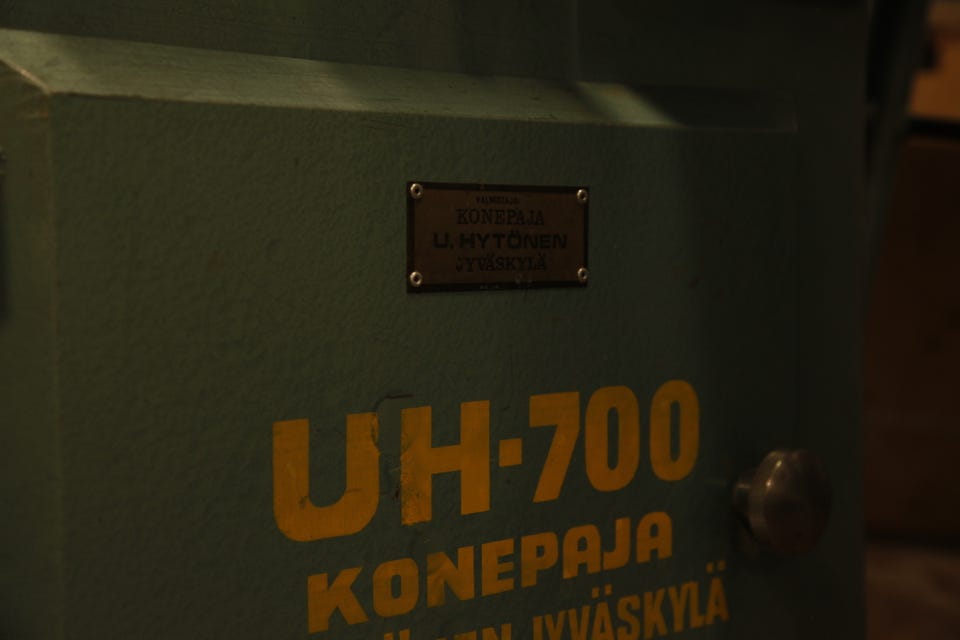 VALMISTAJA:
KONEPAJA
U. HYTÖNEN
JYVÄSKYLÄ
UH-700
KONEPAJA
JYVÄSKYLÄ